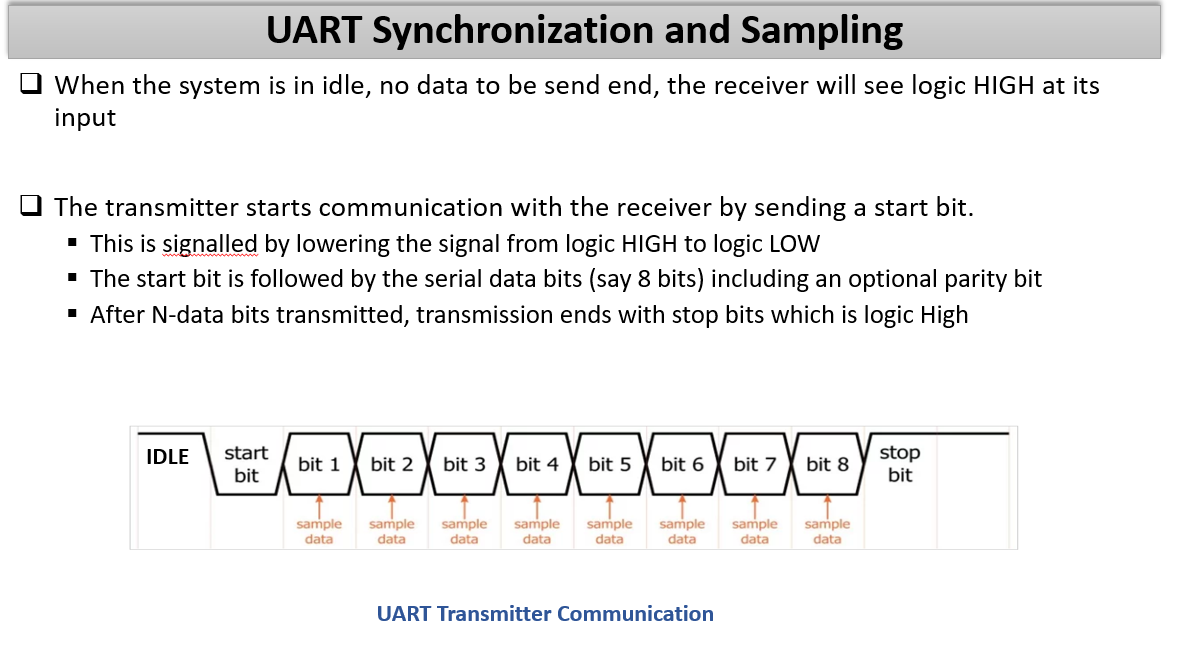 UART Synchronization and Sampling
❑ When the system is in idle, no data to be send end, the receiver will see logic HIGH at its
input
❑ The transmitter starts communication with the receiver by sending a start bit.
▪ This is signalled by lowering the signal from logic HIGH to logic LOW
▪ The start bit is followed by the serial data bits (say 8 bits) including an optional parity bit
▪ After N-data bits transmitted, transmission ends with stop bits which is logic High
IDLE
start
bit
bit 1
bit 2
bit 3
bit 4
bit 5
bit 6
bit 7
bit 8
stop
bit
sample
data
sample
data
sample
data
sample
data
sample
data
sample
data
sample
data
sample
data
UART Transmitter Communication